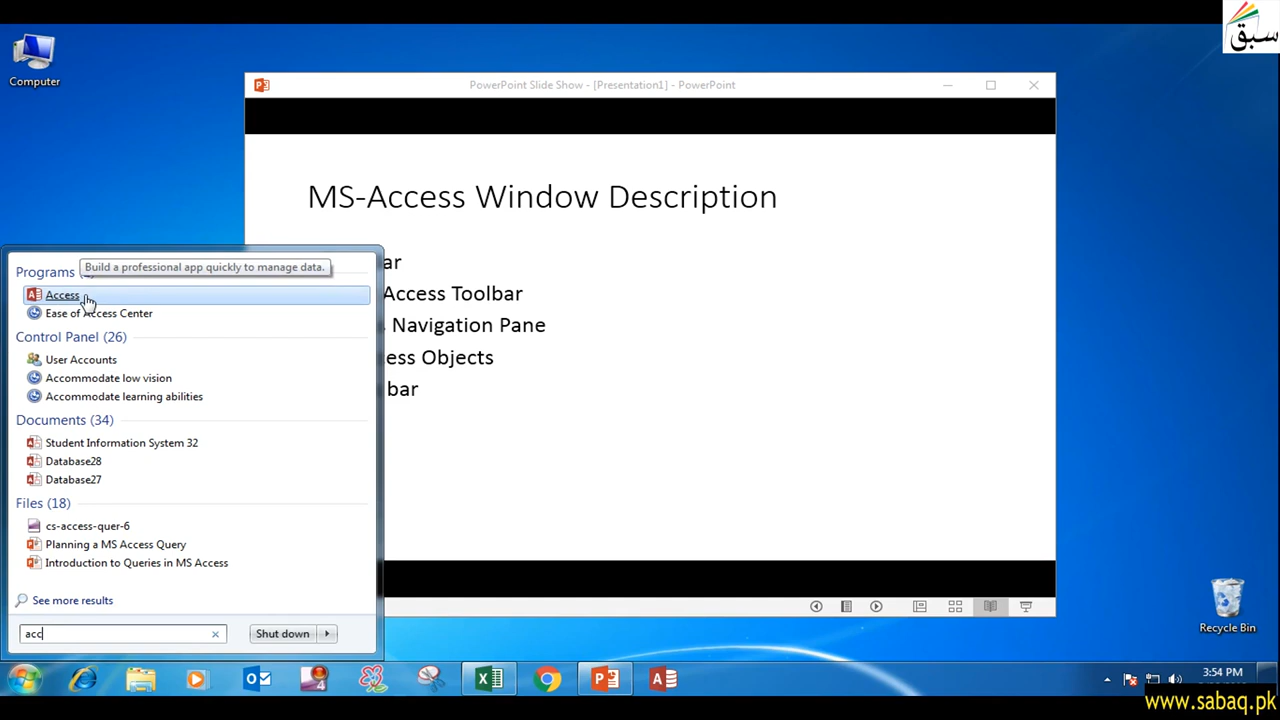 سبق
Computer
PowerPoint Slide Show - [Presentation1] - PowerPoint
MS-Access Window Description
ar
Access Toolbar
Navigation Pane
ess Objects
bar
Programs
Build a professional app quickly to manage data.
Access
Ease of Access Center
Control Panel (26)
User Accounts
Accommodate low vision
Accommodate learning abilities
Documents (34)
Student Information System 32
Database28
Database27
Files (18)
cs-access-quer-6
Planning a MS Access Query
Introduction to Queries in MS Access
See more results
acc
Shut down
Recycle Bin
3:54 PM
www.sabaq.pk